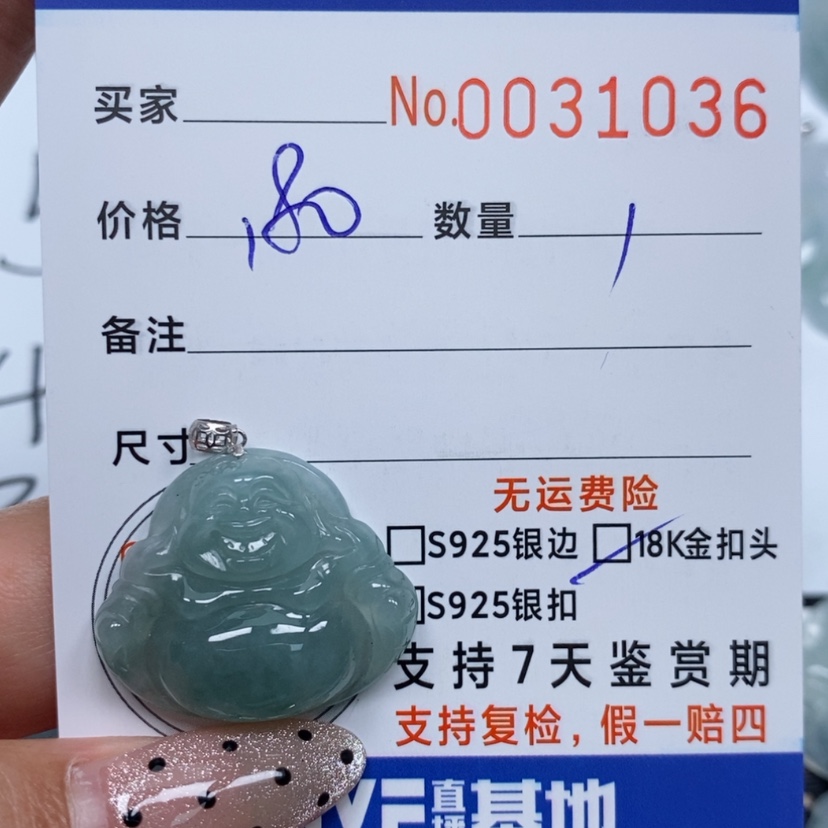 买家 No.0031036
价格 180 数量 1
备注
尺寸
无运费险
S925银边 18K金扣头
S925银扣
支持7天鉴赏期
支持复检，假一赔四
直播基地